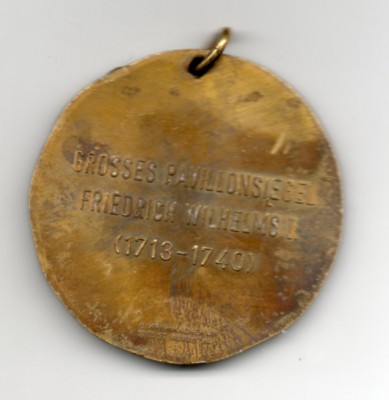 GROSSES PAVILLONSIEGEL
FRIEDRICH WILHELMS I.
(1713-1740)